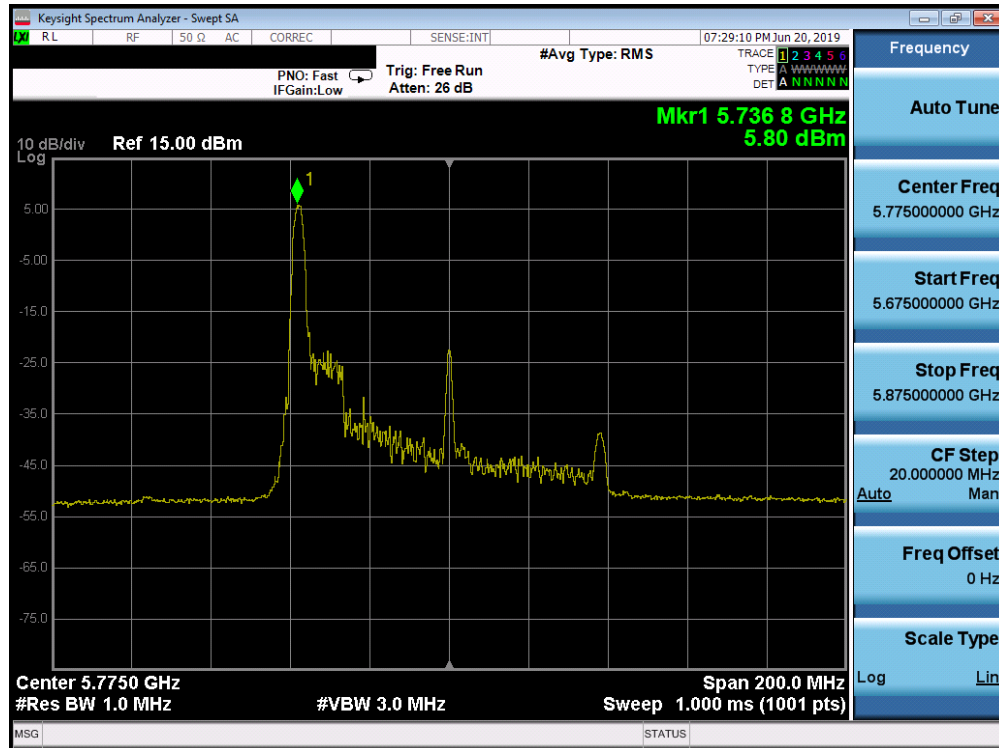 Keysight Spectrum Analyzer - Swept SA
LXI RL RF 50 Ω AC CORREC SENSE:INT 07:29:10 PM Jun 20, 2019
#Avg Type: RMS
TRACE 1 2 3 4 5 6
PNO: Fast Trig: Free Run
TYPE A WWWWW
IFGain:Low Atten: 26 dB
DET A N N N N N
Mkr1 5.736 8 GHz
5.80 dBm
10 dB/div Ref 15.00 dBm
Log
1
5.00
-5.00
-15.0
-25.0
-35.0
-45.0
-55.0
-65.0
-75.0
Center 5.7750 GHz
Span 200.0 MHz
#Res BW 1.0 MHz
#VBW 3.0 MHz
Sweep 1.000 ms (1001 pts)
MSG
STATUS
Frequency
Auto Tune
Center Freq
5.775000000 GHz
Start Freq
5.675000000 GHz
Stop Freq
5.875000000 GHz
CF Step
20.000000 MHz
Auto Man
Freq Offset
0 Hz
Scale Type
Log Lin